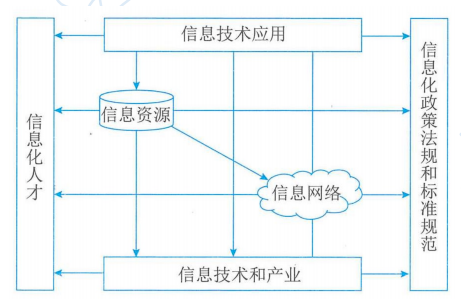 信息技术应用
信息资源
信息网络
信息技术和产业
信息化人才
信息化政策法规和标准规范